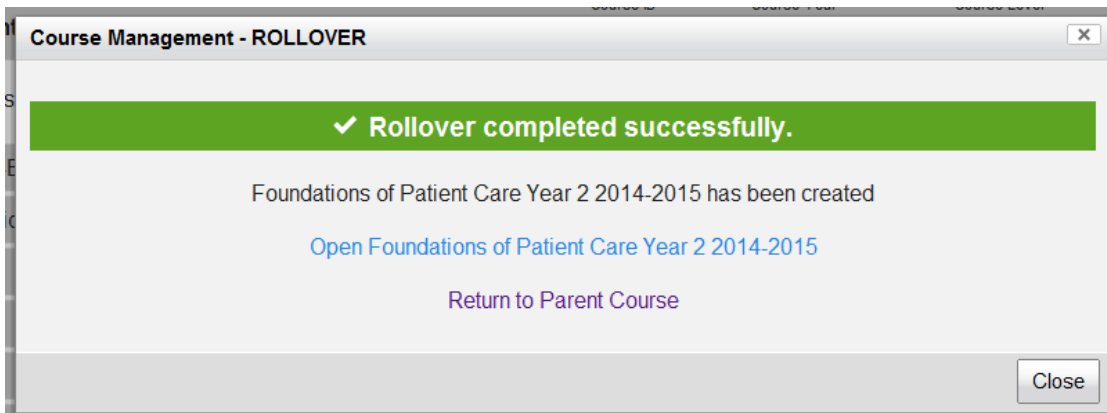 Course Management - ROLLOVER
Rollover completed successfully.
Foundations of Patient Care Year 2 2014-2015 has been created
Open Foundations of Patient Care Year 2 2014-2015
Return to Parent Course
Close